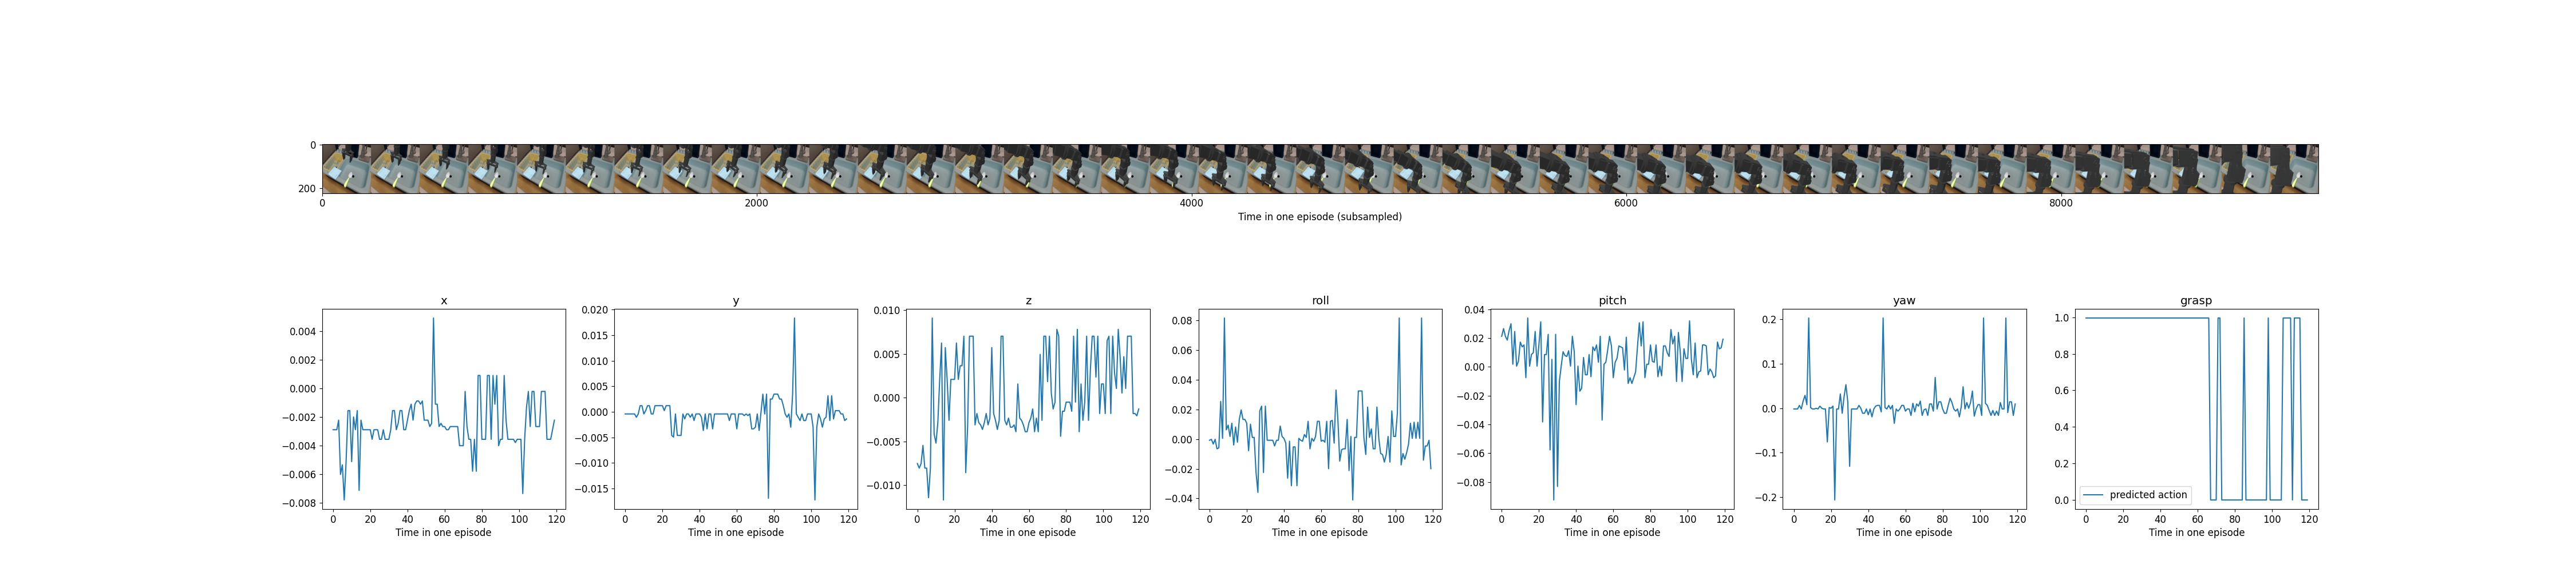 0
200
0 2000 4000 6000 8000
Time in one episode (subsampled)
x y z roll pitch yaw grasp
0.004
0.002
0.000
−0.002
−0.004
−0.006
−0.008
0 20 40 60 80 100 120
Time in one episode
0.020
0.015
0.010
0.005
0.000
−0.005
−0.010
−0.015
0 20 40 60 80 100 120
Time in one episode
0.010
0.005
0.000
−0.005
−0.010
0 20 40 60 80 100 120
Time in one episode
0.08
0.06
0.04
0.02
0.00
−0.02
−0.04
0 20 40 60 80 100 120
Time in one episode
0.04
0.02
0.00
−0.02
−0.04
−0.06
−0.08
0 20 40 60 80 100 120
Time in one episode
0.2
0.1
0.0
−0.1
−0.2
0 20 40 60 80 100 120
Time in one episode
1.0
0.8
0.6
0.4
0.2
0.0
predicted action
0 20 40 60 80 100 120
Time in one episode